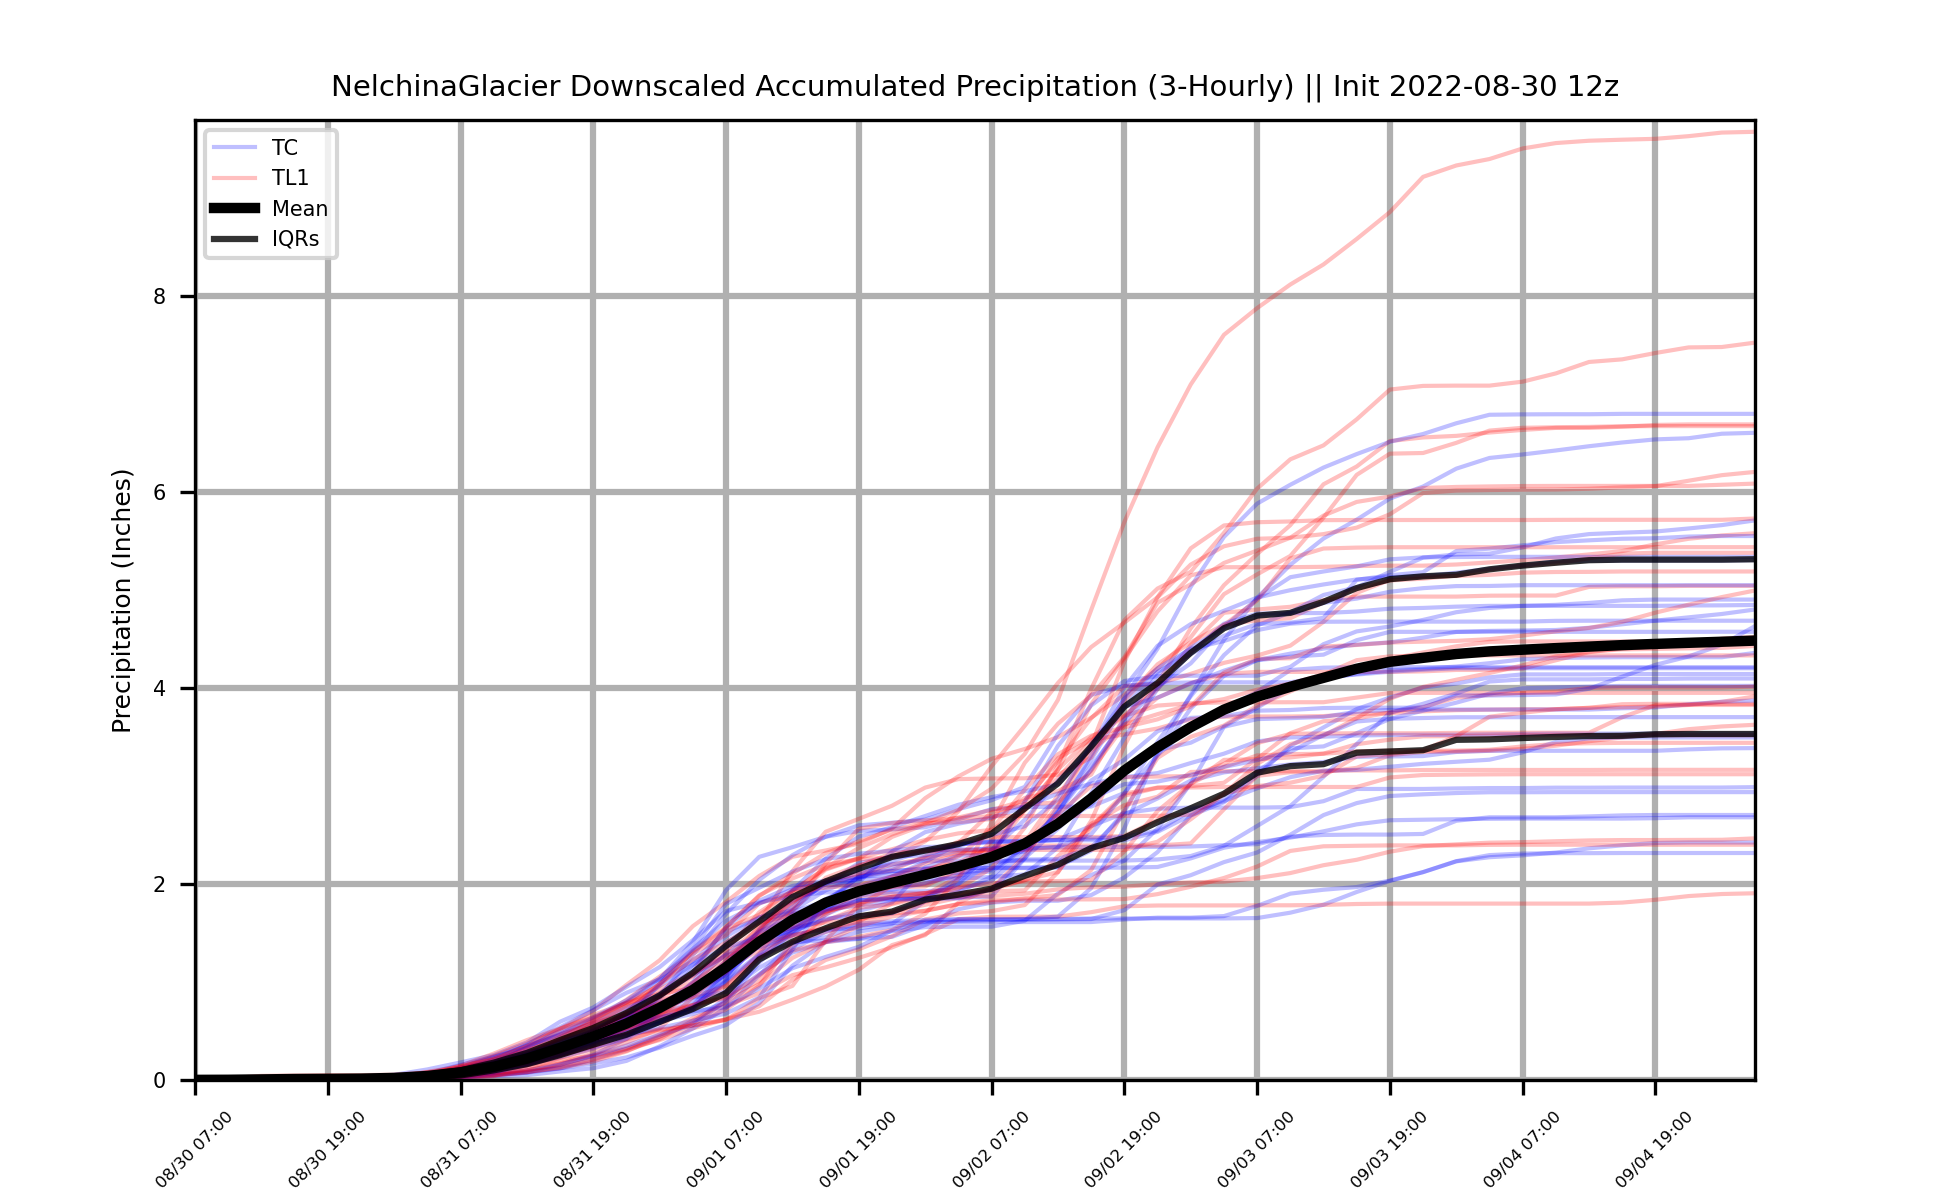 NelchinaGlacier Downscaled Accumulated Precipitation (3-Hourly) || Init 2022-08-30 12z
TC
TL1
Mean
IQRs
Precipitation (Inches)
8
6
4
2
0
08/30 07:00
08/30 19:00
08/31 07:00
08/31 19:00
09/01 07:00
09/01 19:00
09/02 07:00
09/02 19:00
09/03 07:00
09/03 19:00
09/04 07:00
09/04 19:00